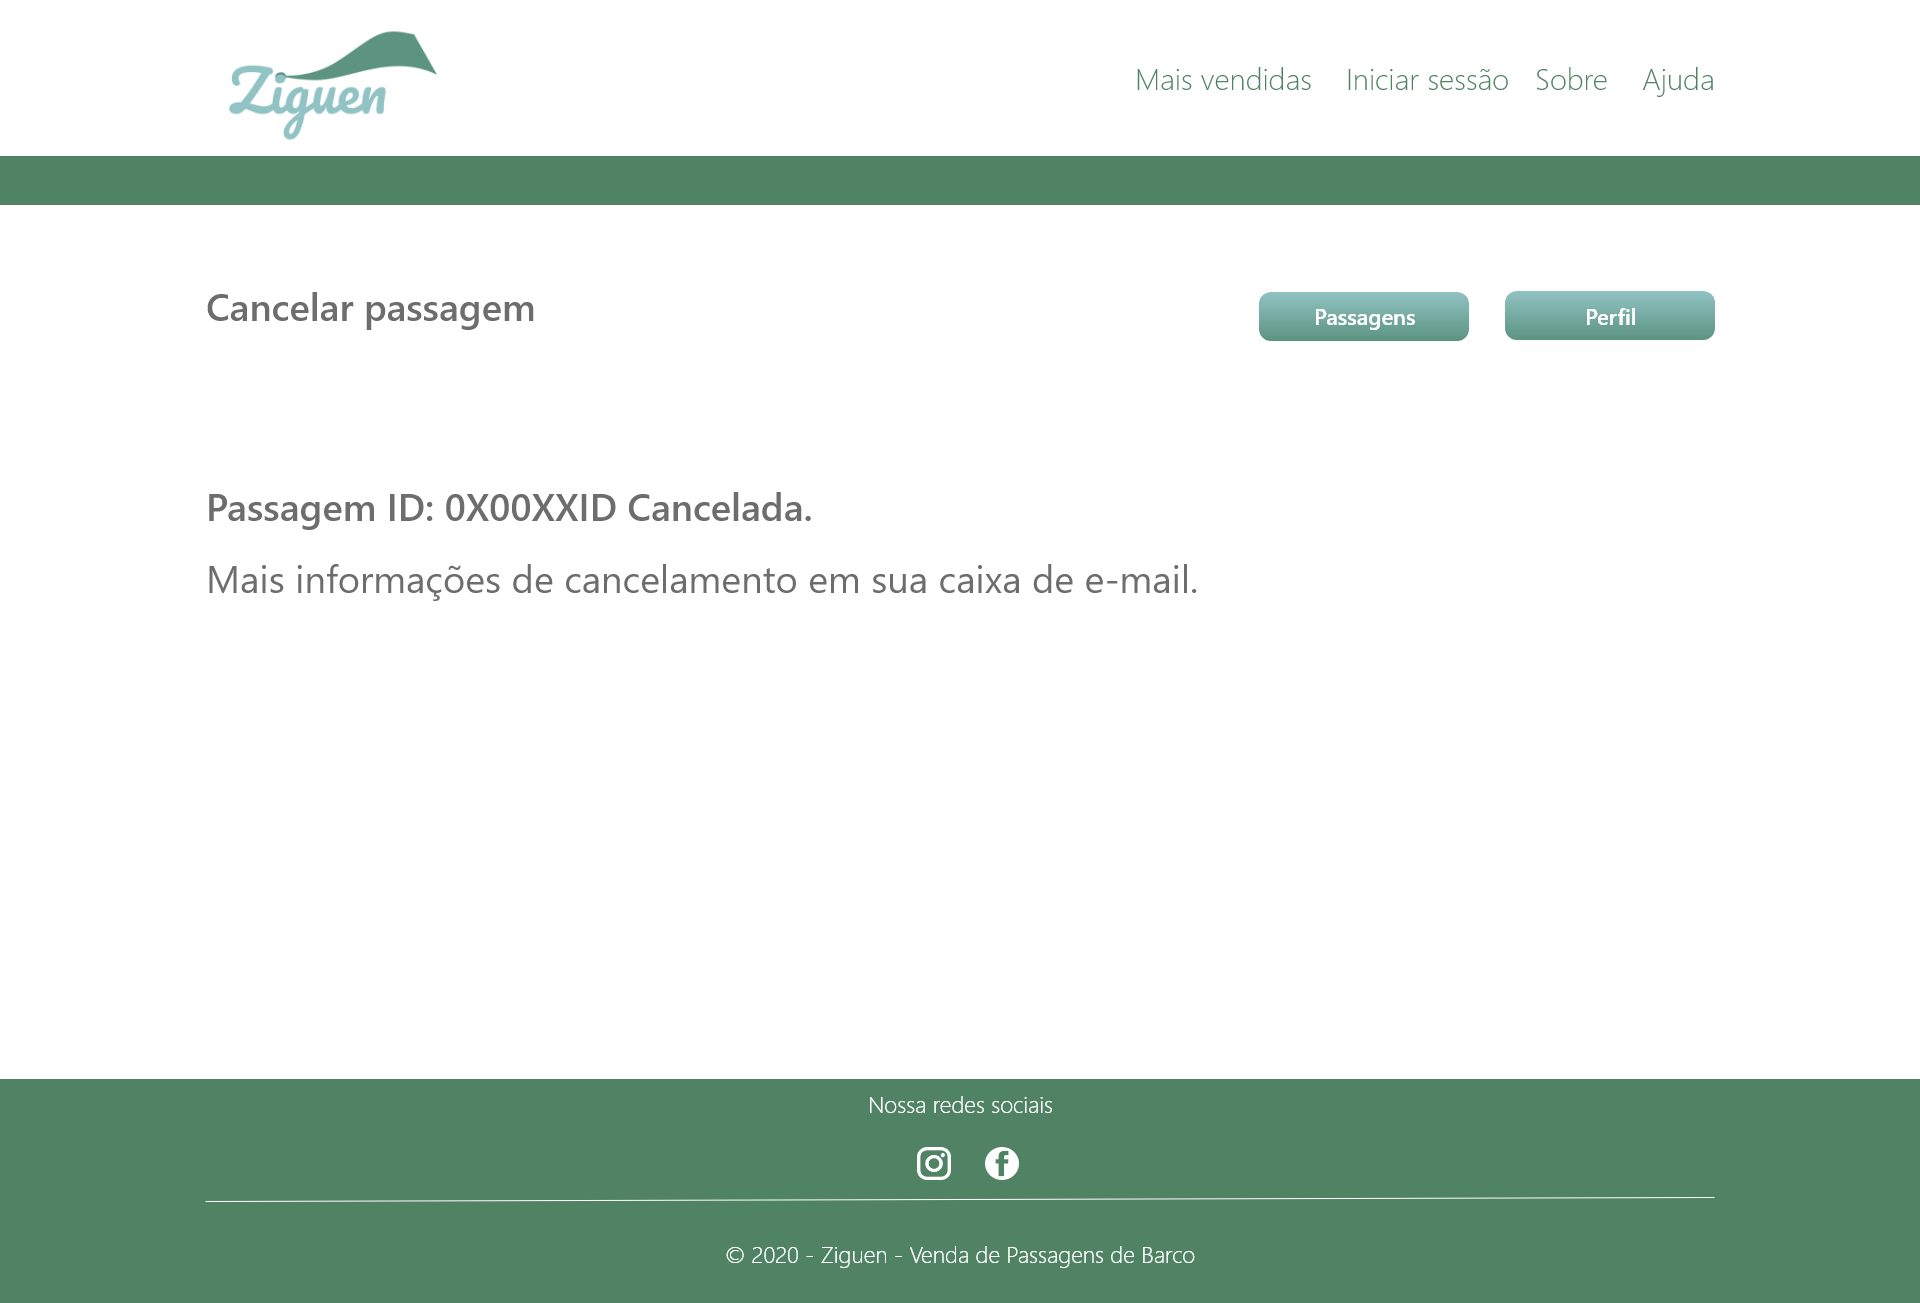 Ziguen
Mais vendidas Iniciar sessão Sobre Ajuda
Cancelar passagem
Passagens Perfil
Passagem ID: 0X00XXID Cancelada.
Mais informações de cancelamento em sua caixa de e-mail.
Nossa redes sociais
© 2020 - Ziguen - Venda de Passagens de Barco